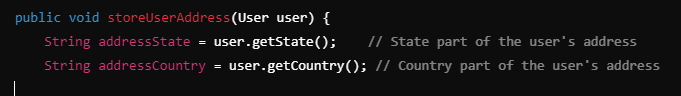 public void storeUserAddress(User user) {
    String addressState = user.getState();    // State part of the user's address
    String addressCountry = user.getCountry(); // Country part of the user's address